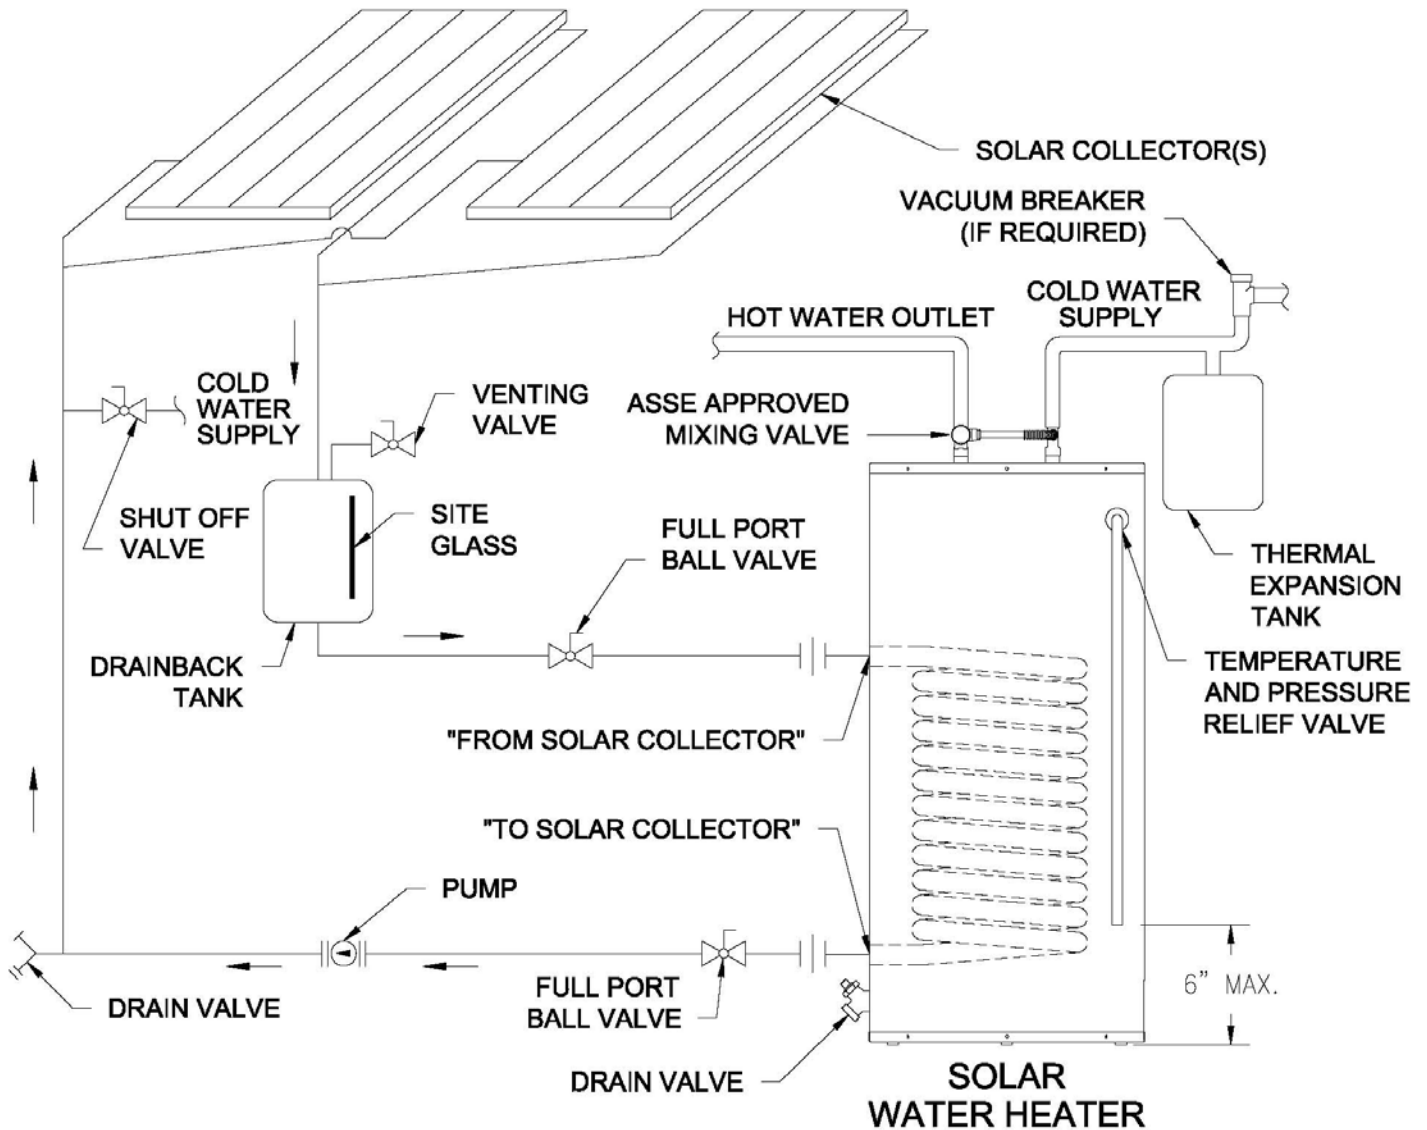 SOLAR COLLECTOR(S)
VACUUM BREAKER
(IF REQUIRED)
HOT WATER OUTLET
COLD WATER
SUPPLY
COLD
WATER
SUPPLY
VENTING
VALVE
ASSE APPROVED
MIXING VALVE
SHUT OFF
VALVE
SITE
GLASS
FULL PORT
BALL VALVE
THERMAL
EXPANSION
TANK
DRAINBACK
TANK
TEMPERATURE
AND PRESSURE
RELIEF VALVE
"FROM SOLAR COLLECTOR"
"TO SOLAR COLLECTOR"
PUMP
DRAIN VALVE
FULL PORT
BALL VALVE
6" MAX.
DRAIN VALVE
SOLAR
WATER HEATER